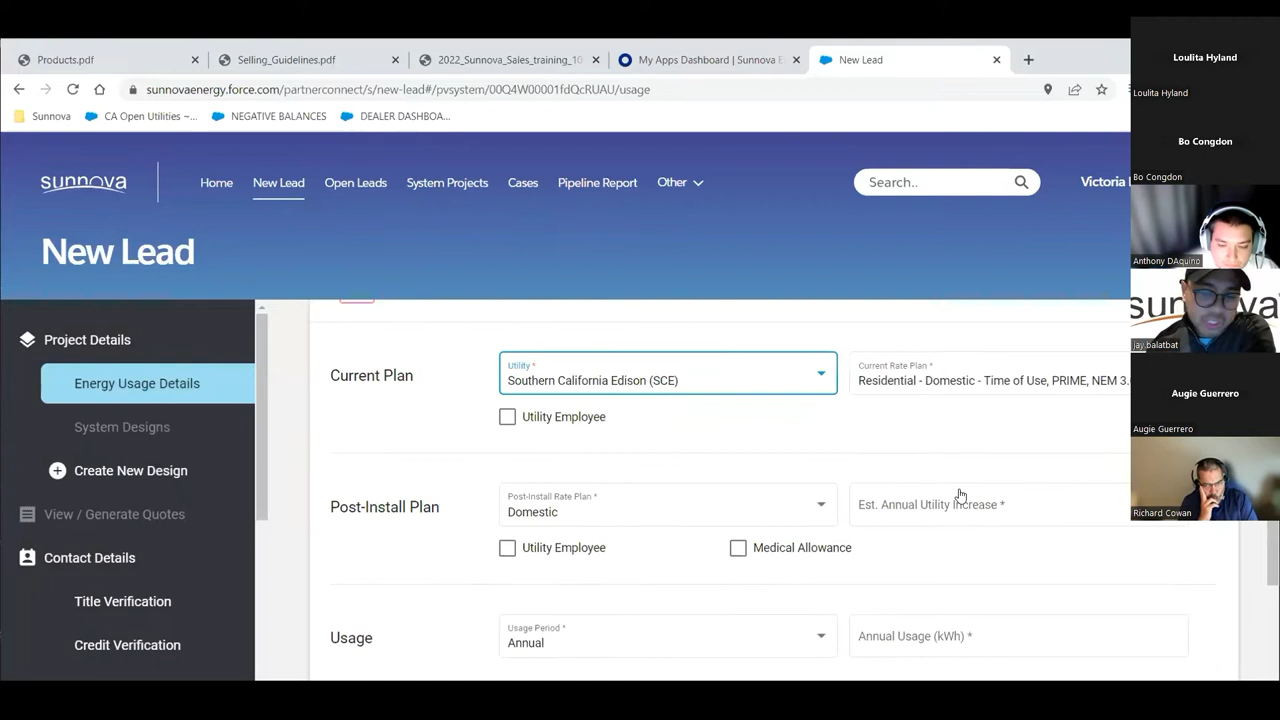 Products.pdf
Selling_Guidelines.pdf
2022_Sunnova_Sales_training_10
My Apps Dashboard | Sunnova E
New Lead
sunnovaenergy.force.com/partnerconnect/s/new-lead#/pvsystem/00Q4W00001fdQcRUAU/usage
Sunnova
CA Open Utilities ~...
NEGATIVE BALANCES
DEALER DASHBOA...
sunnova
Home
New Lead
Open Leads
System Projects
Cases
Pipeline Report
Other
Search..
Victoria
New Lead
Project Details
Energy Usage Details
System Designs
Create New Design
View / Generate Quotes
Contact Details
Title Verification
Credit Verification
Current Plan
Utility *
Southern California Edison (SCE)
Current Rate Plan *
Residential - Domestic - Time of Use, PRIME, NEM 3.
Utility Employee
Post-Install Plan
Post-Install Rate Plan *
Domestic
Est. Annual Utility Increase *
Utility Employee
Medical Allowance
Usage
Usage Period *
Annual
Annual Usage (kWh) *
Loulita Hyland
Loulita Hyland
Bo Congdon
Bo Congdon
Anthony DAquino
sunnova
jay.balatbat
Augie Guerrero
Augie Guerrero
Richard Cowan